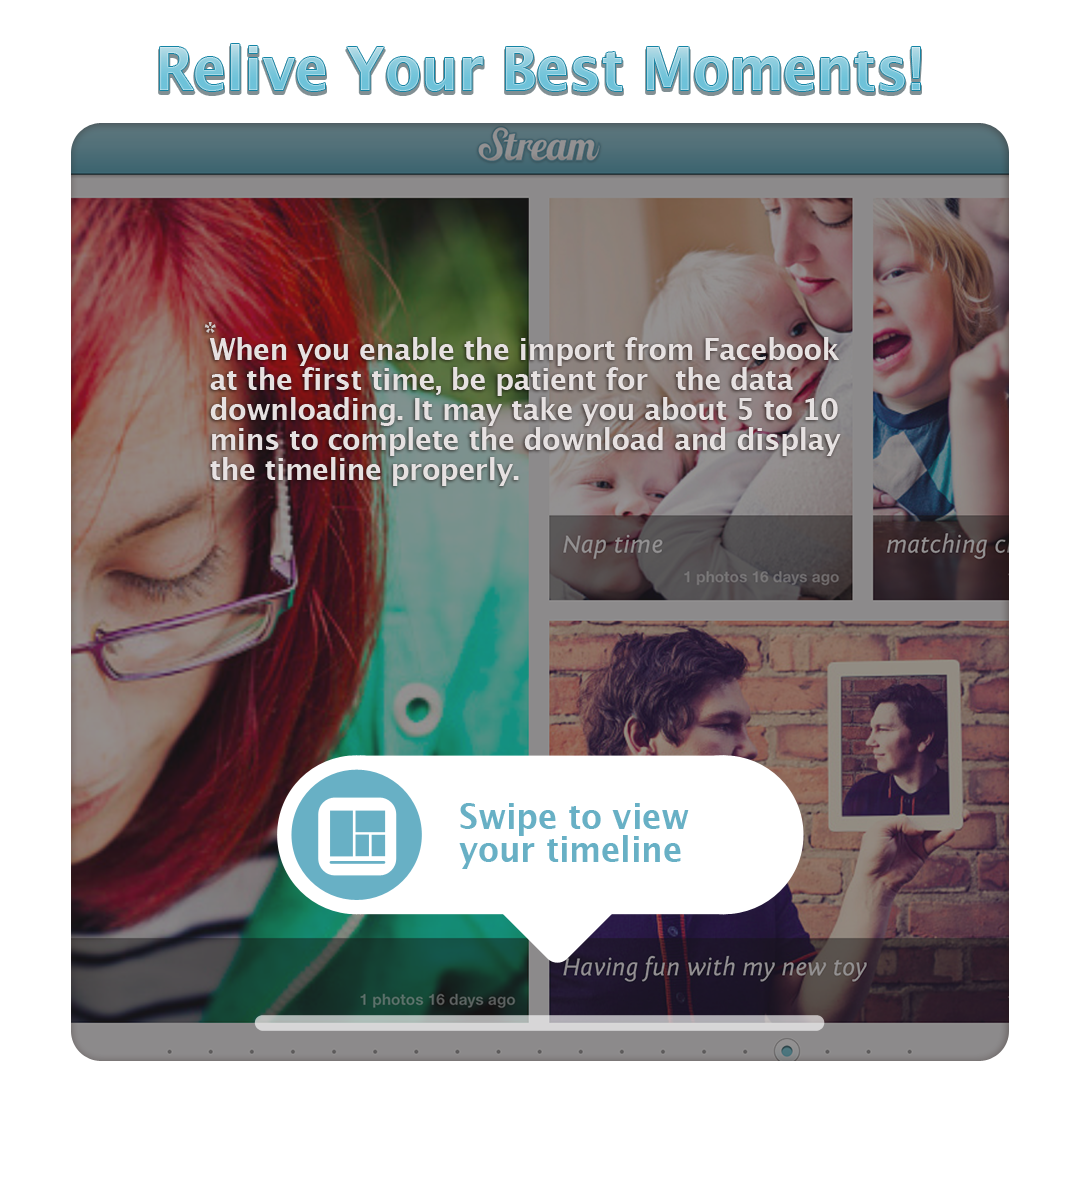 Relive Your Best Moments!
Stream
*
When you enable the import from Facebook
at the first time, be patient for the data
downloading. It may take you about 5 to 10
mins to complete the download and display
the timeline properly.
Nap time
1 photos 16 days ago
matching
Swipe to view
your timeline
Having fun with my new toy
1 photos 16 days ago